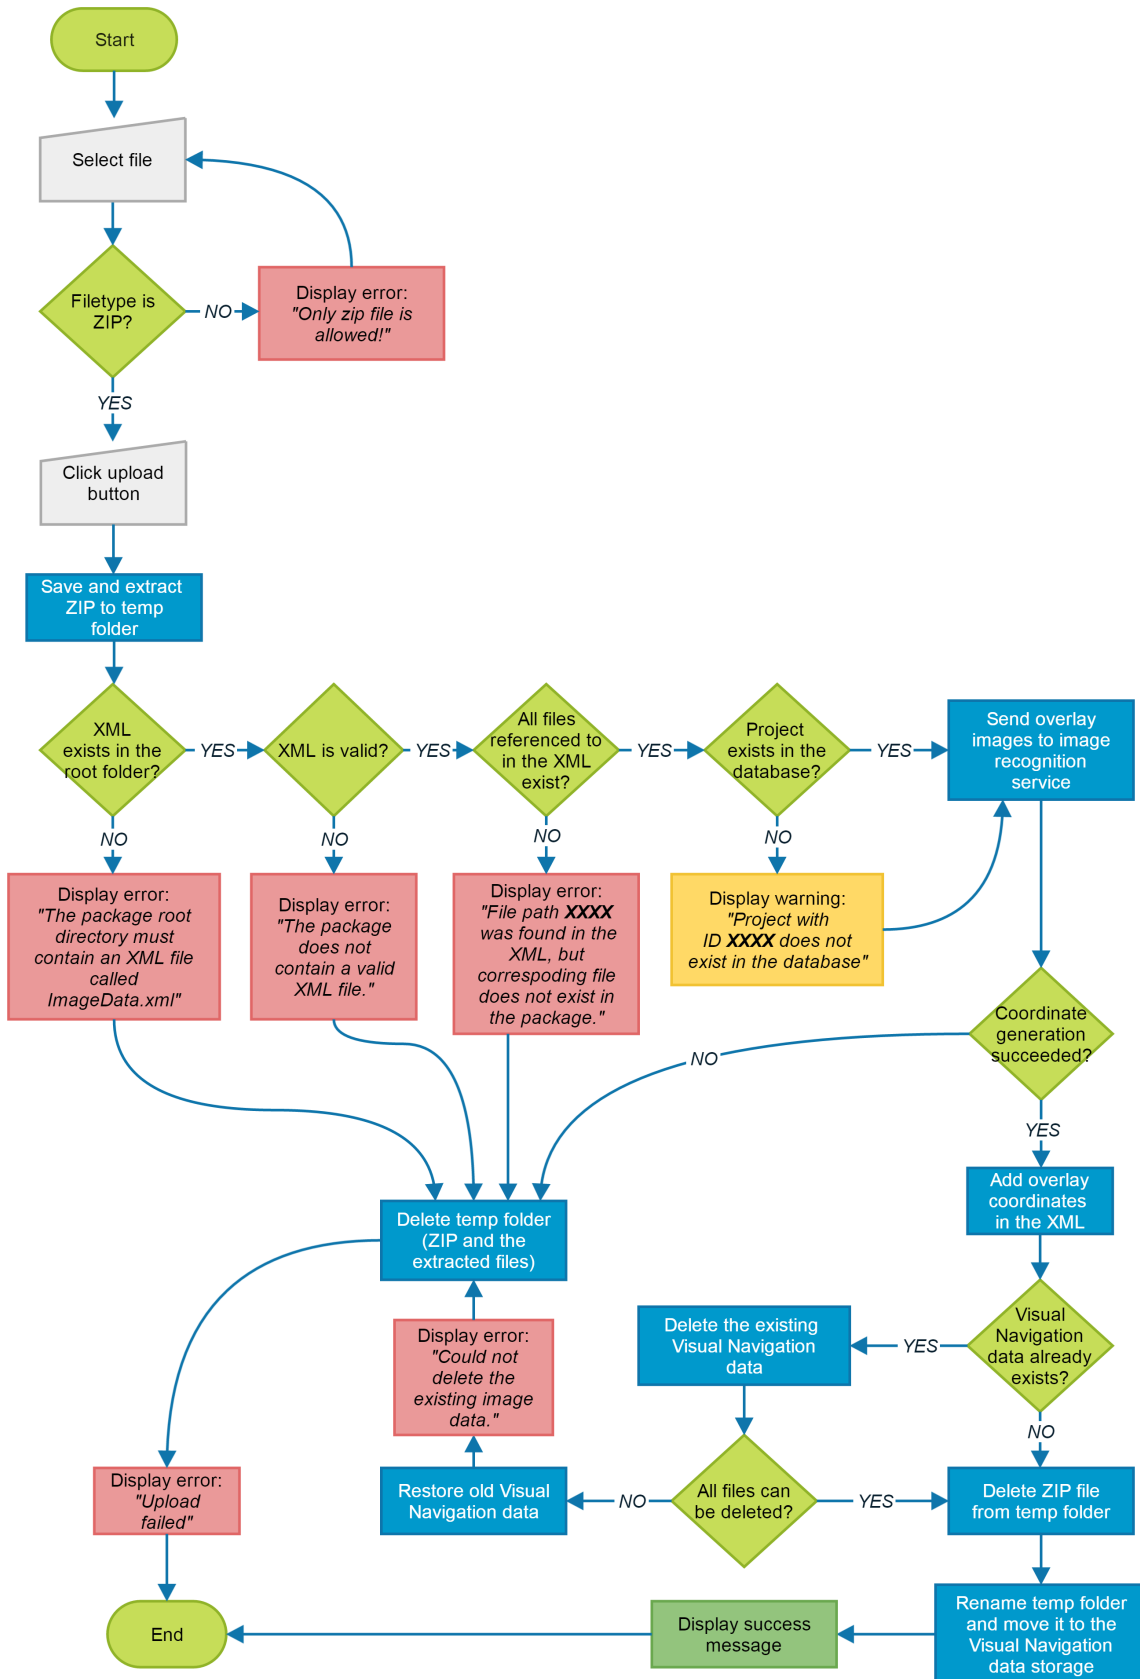 Start
Select file
Filetype is
ZIP?
NO
Display error:
"Only zip file is
allowed!"
YES
Click upload
button
Save and extract
ZIP to temp
folder
XML
exists in the
root folder?
YES
XML is valid?
YES
All files
referenced to
in the XML
exist?
YES
Project
exists in the
database?
YES
Send overlay
images to image
recognition
service
NO
NO
NO
NO
Display error:
"The package root
directory must
contain an XML file
called
ImageData.xml"
Display error:
"The package
does not
contain a valid
XML file."
Display error:
"File path XXXX
was found in the
XML, but
correspoding file
does not exist in
the package."
Display warning:
"Project with
ID XXXX does not
exist in the database"
Coordinate
generation
succeeded?
NO
YES
Add overlay
coordinates
in the XML
Delete temp folder
(ZIP and the
extracted files)
Visual
Navigation
data already
exists?
YES
Delete the existing
Visual Navigation
data
Display error:
"Could not
delete the
existing image
data."
NO
Display error:
"Upload
failed"
Restore old Visual
Navigation data
NO
All files can
be deleted?
YES
Delete ZIP file
from temp folder
End
Display success
message
Rename temp folder
and move it to the
Visual Navigation
data storage